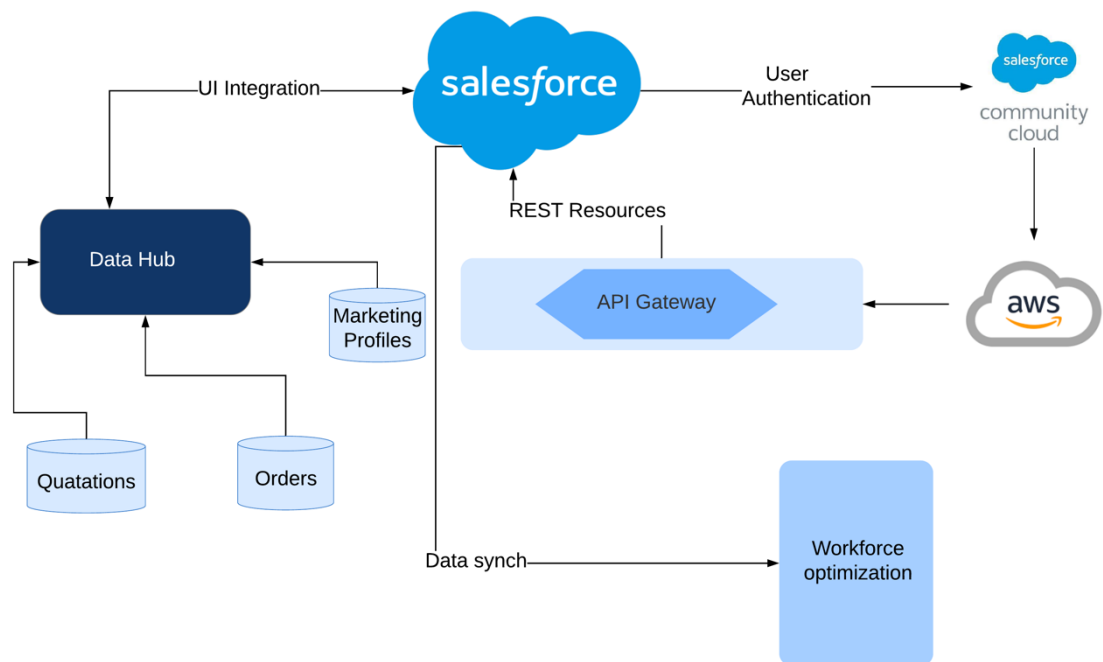 salesforce
UI Integration
User
Authentication
salesforce
community
cloud
REST Resources
Data Hub
API Gateway
aws
Marketing
Profiles
Quatations
Orders
Data synch
Workforce
optimization